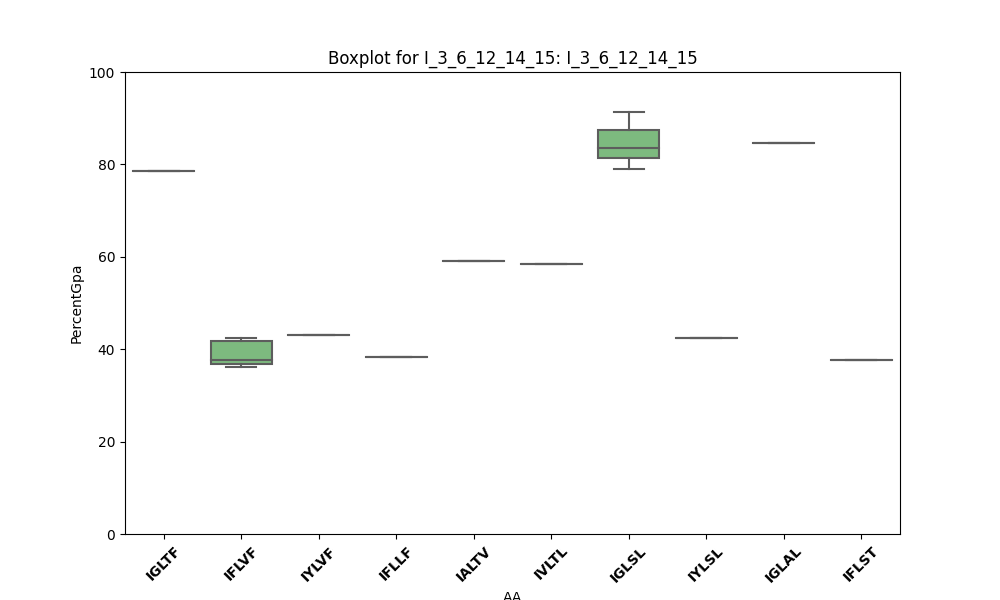 Boxplot for I_3_6_12_14_15: I_3_6_12_14_15
100
80
60
40
20
0
PercentGpa
IGLTF
IFLVF
IYLVF
IFLLF
IALTV
IVLTL
IGLSL
IYLSL
IGLAL
IFLST
AA